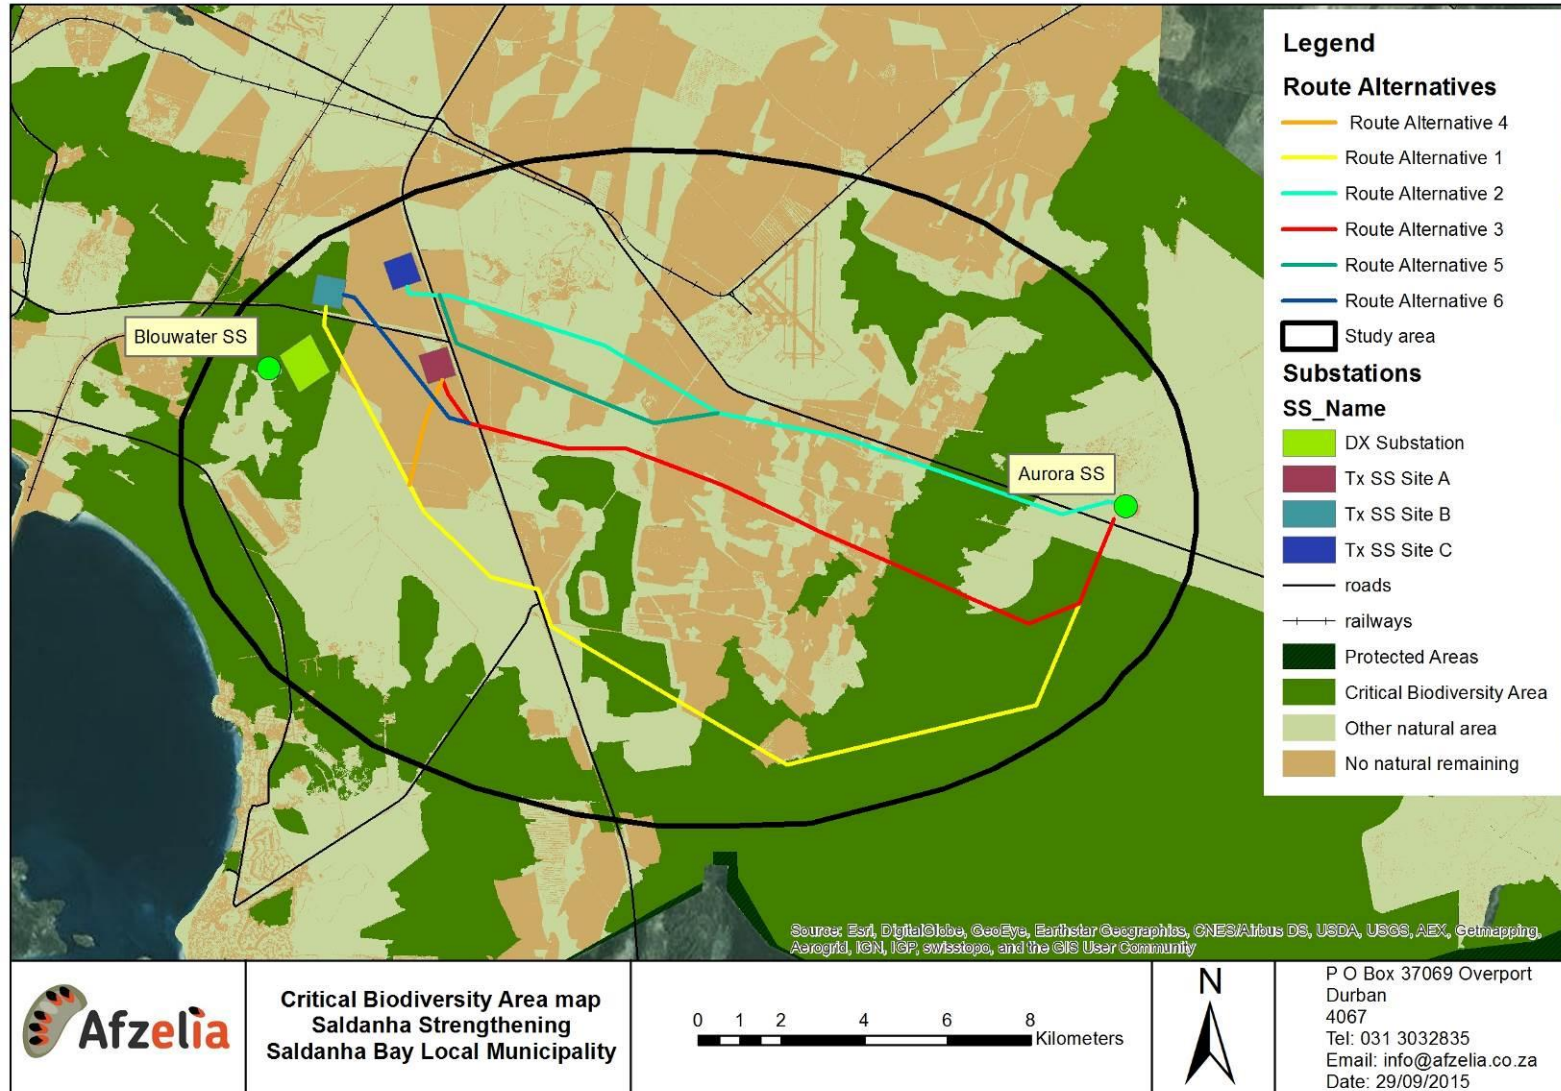 Blouwater SS
Aurora SS
Legend
Route Alternatives
Route Alternative 4
Route Alternative 1
Route Alternative 2
Route Alternative 3
Route Alternative 5
Route Alternative 6
Study area
Substations
SS_Name
DX Substation
Tx SS Site A
Tx SS Site B
Tx SS Site C
roads
railways
Protected Areas
Critical Biodiversity Area
Other natural area
No natural remaining
Source: Esri, DigitalGlobe, GeoEye, Earthstar Geographics, CNES/Airbus DS, USDA, USGS, AEX, Getmapping,
Aerogrid, IGN, IGP, swisstopo, and the GIS User Community
Afzelia
Critical Biodiversity Area map
Saldanha Strengthening
Saldanha Bay Local Municipality
0 1 2 4 6 8
Kilometers
N
P O Box 37069 Overport
Durban
4067
Tel: 031 3032835
Email: info@afzelia.co.za
Date: 29/09/2015